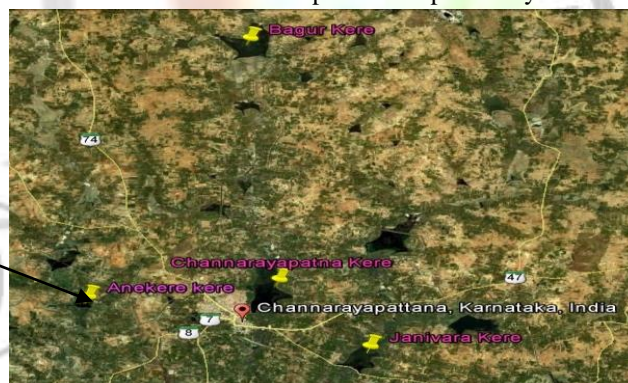 Bagur Kere
74
Channarayapatna Kere
47
Anekere kere
Channarayapattana, Karnataka, India
7
8
Janivara Kere